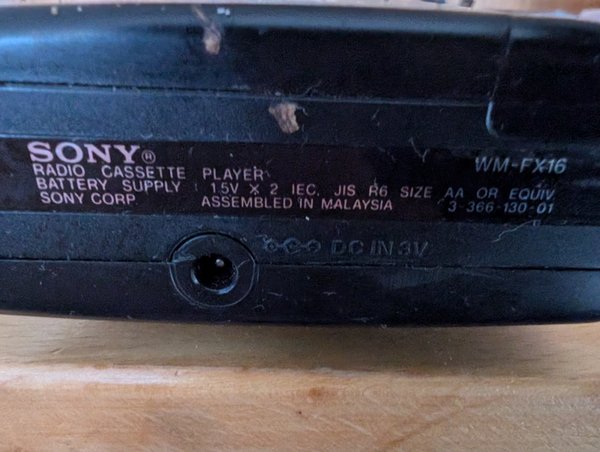 SONY®
RADIO CASSETTE PLAYER WM-FX16
BATTERY SUPPLY 1.5V X 2 IEC, JIS R6 SIZE AA OR EQUIV
SONY CORP ASSEMBLED IN MALAYSIA 3-366-130-01
DC IN 3V